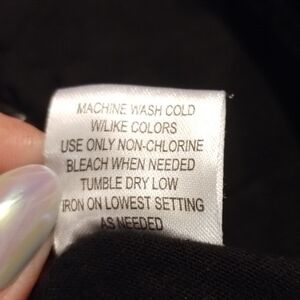 MACHINE WASH COLD
W/LIKE COLORS
USE ONLY NON-CHLORINE
BLEACH WHEN NEEDED
TUMBLE DRY LOW
IRON ON LOWEST SETTING
AS NEEDED